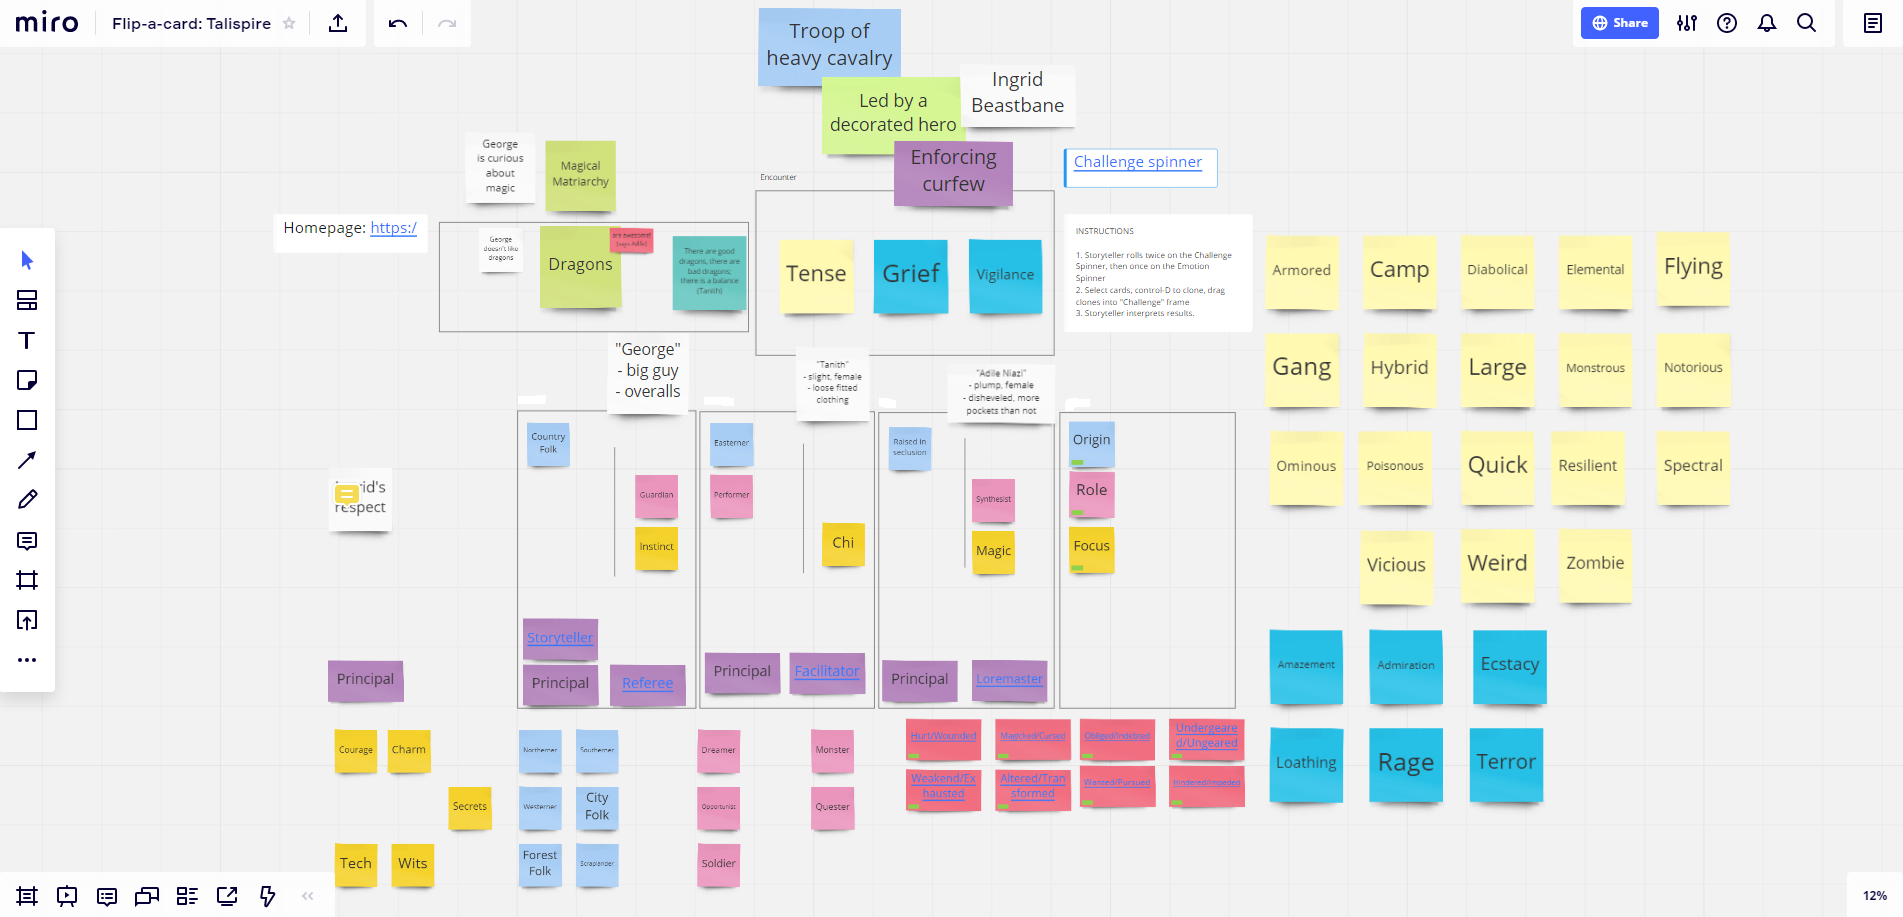 miro
Flip-a-card: Talispire
Share
Troop of
heavy cavalry
Led by a
decorated hero
Ingrid
Beastbane
Enforcing
curfew
Challenge spinner
George
is curious
about
magic
Magical
Matriarchy
Encounter
Homepage: https:/
George
doesn't like
dragons
Dragons
are awesome!
(says Adile)
There are good
dragons, there are
bad dragons;
there is a balance
(Tanith)
Tense
Grief
Vigilance
INSTRUCTIONS
1. Storyteller rolls twice on the Challenge
Spinner, then once on the Emotion
Spinner
2. Select cards; control-D to clone, drag
clones into "Challenge" frame
3. Storyteller interprets results.
Armored
Camp
Diabolical
Elemental
Flying
Gang
Hybrid
Large
Monstrous
Notorious
Ominous
Poisonous
Quick
Resilient
Spectral
Vicious
Weird
Zombie
"George"
- big guy
- overalls
"Tanith"
- slight, female
- loose fitted
clothing
"Adile Niazi"
- plump, female
- disheveled, more
pockets than not
Country
Folk
Guardian
Instinct
Storyteller
Principal
Referee
Easterner
Performer
Chi
Principal
Facilitator
Raised in
seclusion
Synthesist
Magic
Principal
Loremaster
Origin
Role
Focus
respect
Principal
Courage
Charm
Secrets
Tech
Wits
Northerner
Southerner
Westerner
City
Folk
Forest
Folk
Scraplander
Dreamer
Monster
Opportunist
Quester
Soldier
Hurt/Wounded
Magicked/Cursed
Obliged/Indebted
Undergeare
d/Ungeared
Weakend/Ex
hausted
Altered/Tran
sformed
Wanted/Pursued
Hindered/Impeded
Amazement
Admiration
Ecstacy
Loathing
Rage
Terror
12%